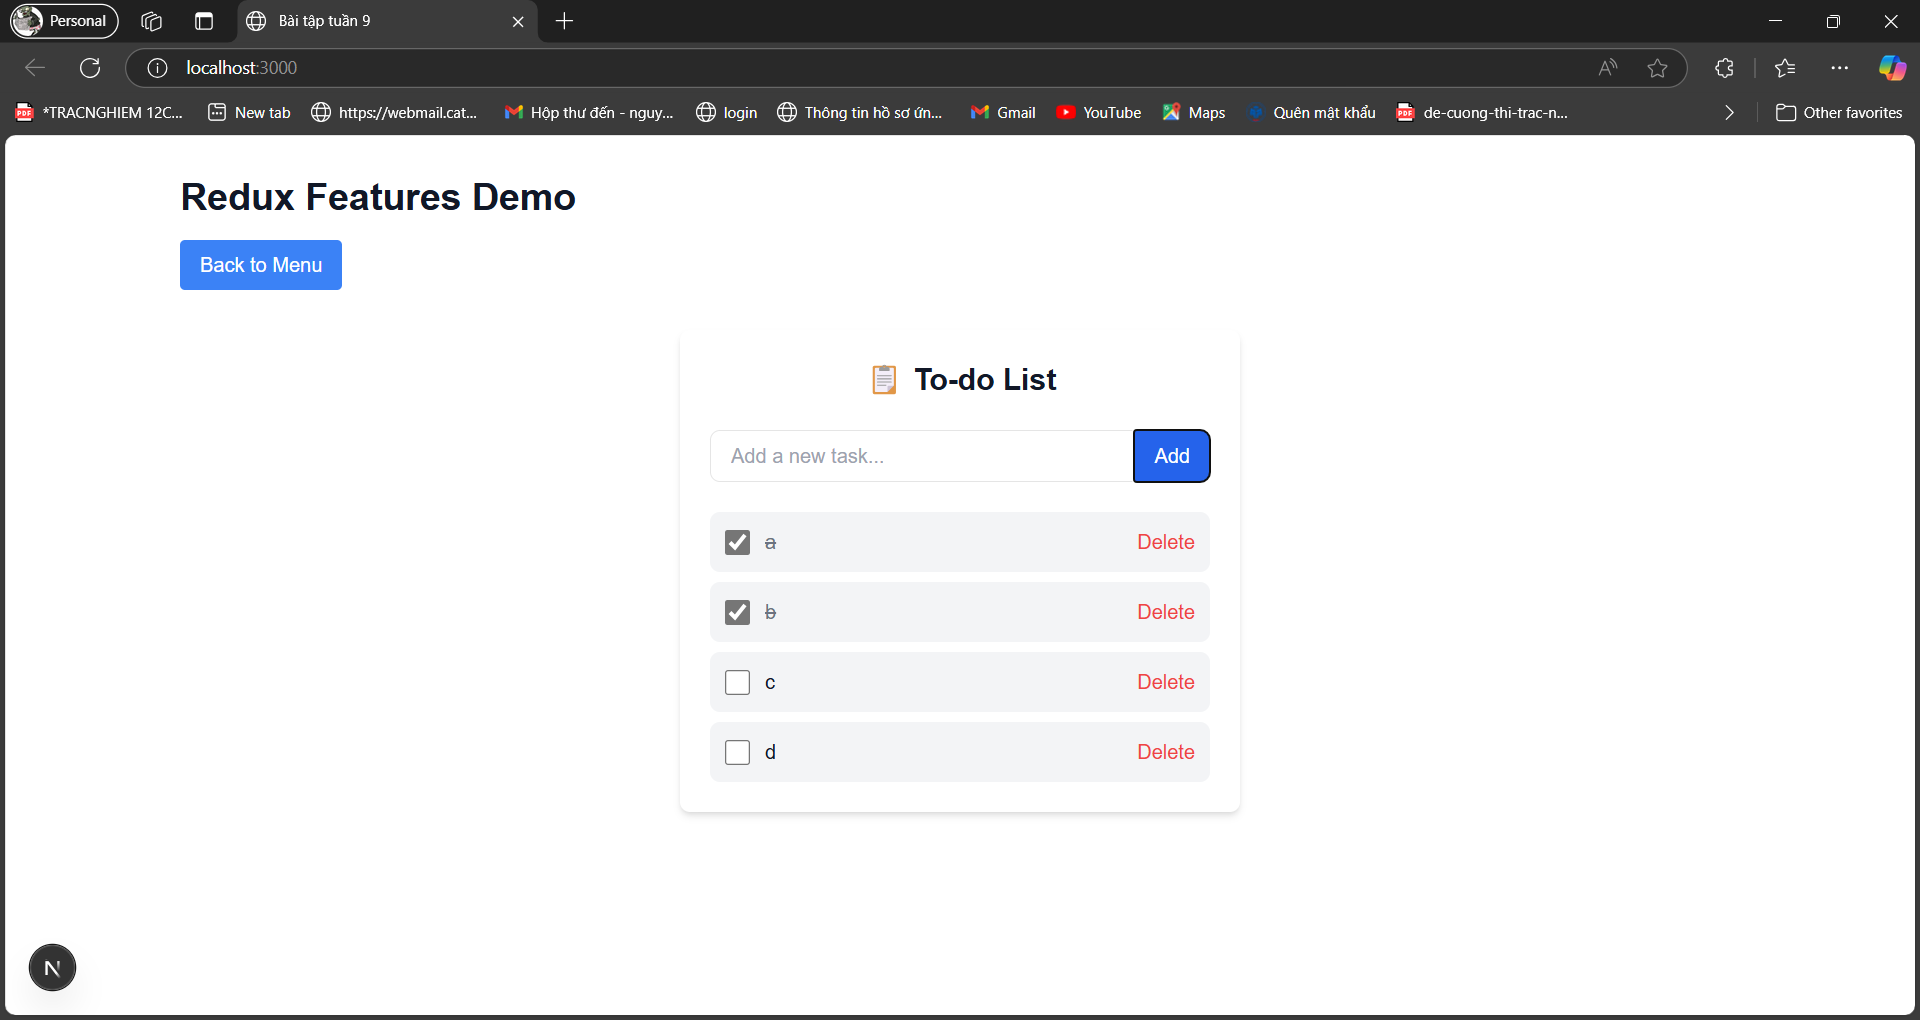 Personal
Bài tập tuần 9
localhost:3000
*TRACNGHIEM 12C...
New tab
https://webmail.cat...
Hộp thư đến - nguy...
login
Thông tin hồ sơ ứn...
Gmail
YouTube
Maps
Quên mật khẩu
de-cuong-thi-trac-n...
Other favorites
Redux Features Demo
Back to Menu
To-do List
Add a new task...
Add
a
Delete
b
Delete
c
Delete
d
Delete
N